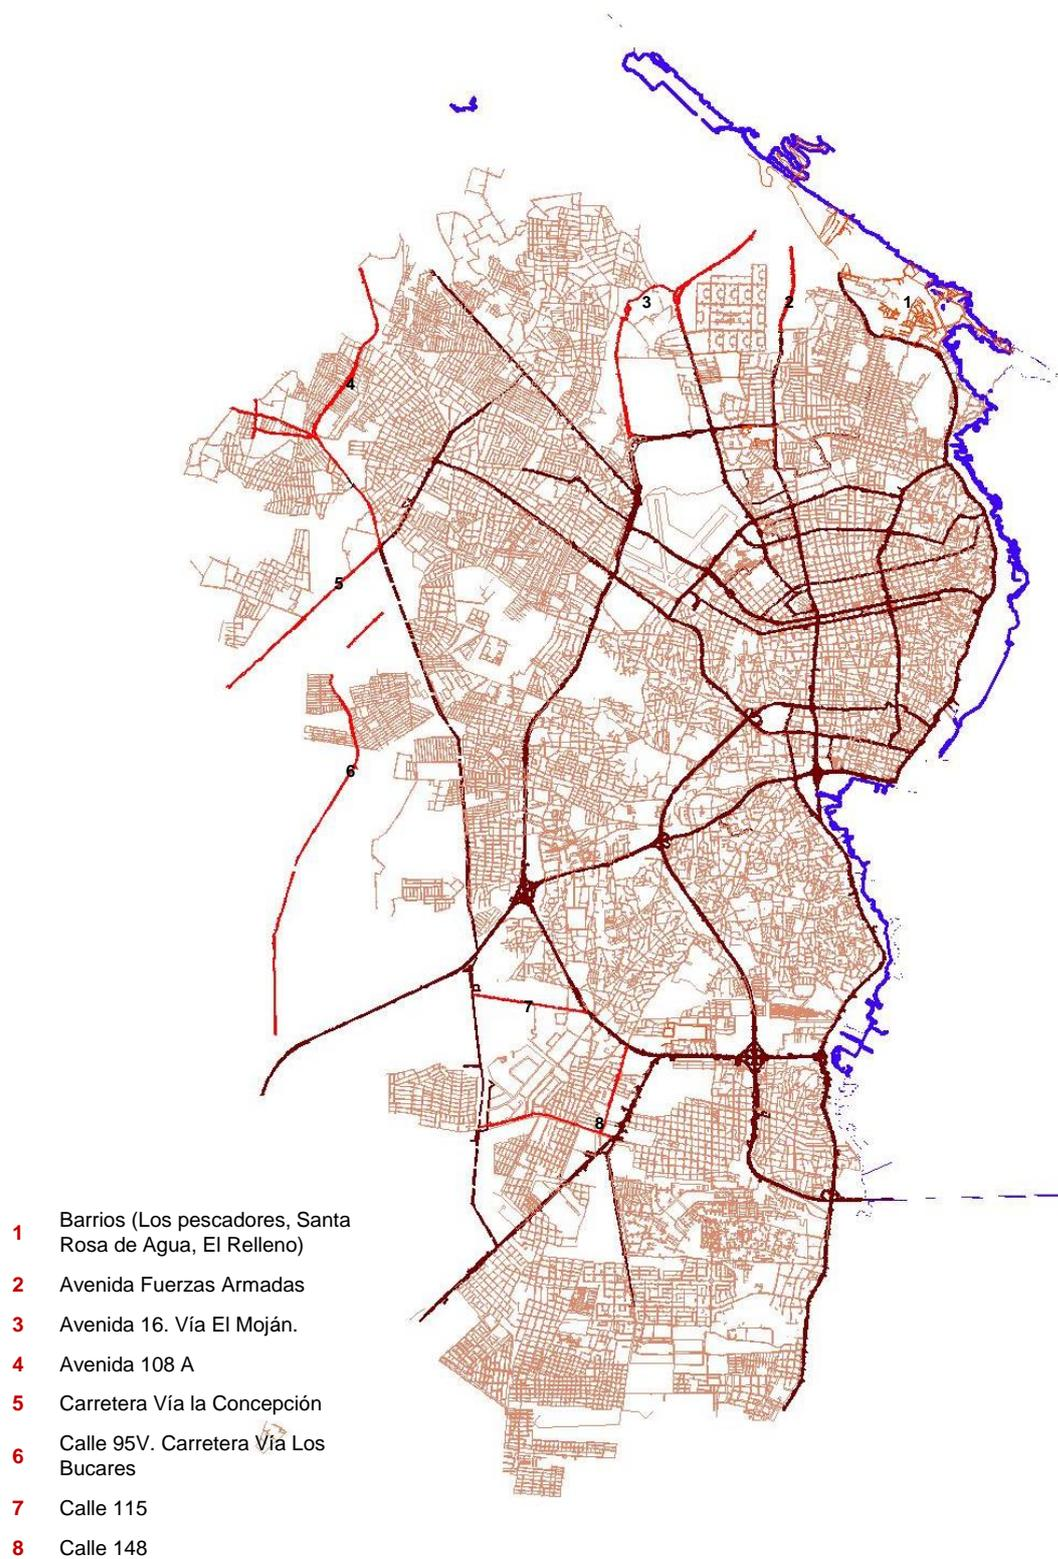 3
2
1
4
5
6
7
8
1 Barrios (Los pescadores, Santa
Rosa de Agua, El Relleno)
2 Avenida Fuerzas Armadas
3 Avenida 16. Vía El Moján.
4 Avenida 108 A
5 Carretera Vía la Concepción
6 Calle 95V. Carretera Vía Los
Bucares
7 Calle 115
8 Calle 148